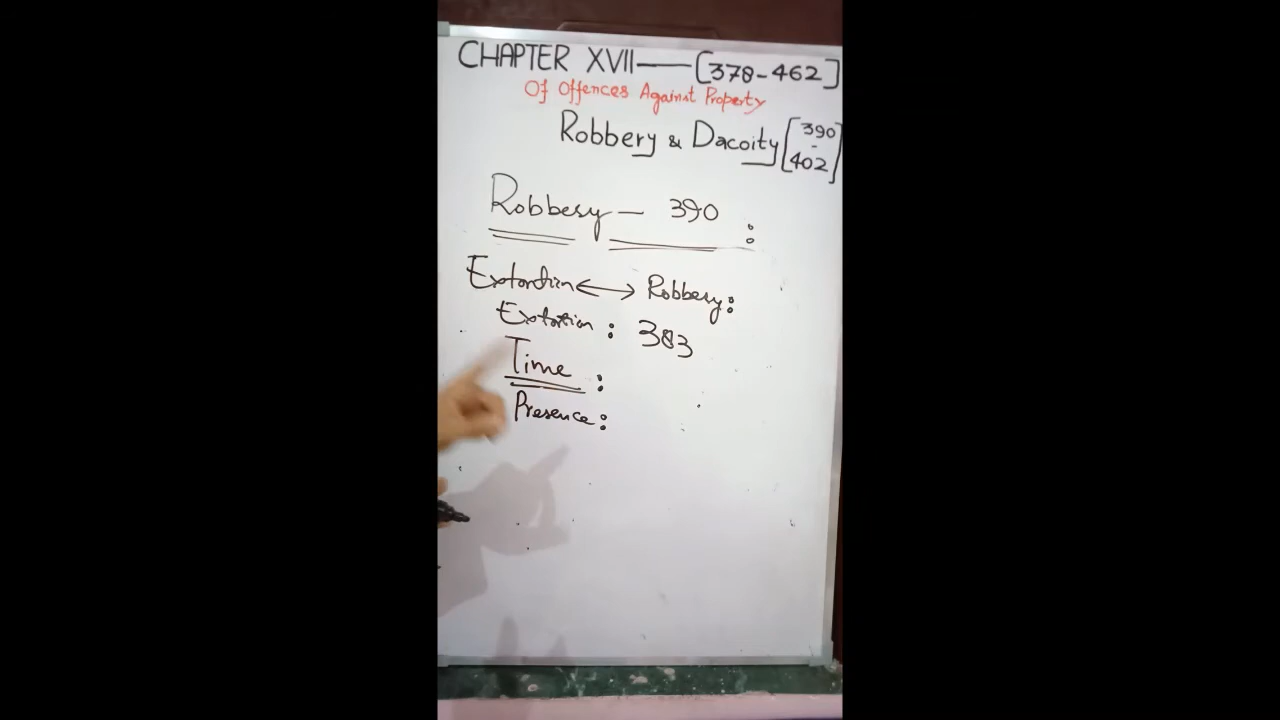 CHAPTER XVII — [378-462]
Of Offences Against Property
Robbery & Dacoity [390-402]
Robbery — 390 :
Extortion ↔ Robbery:
Extortion : 383
Time :
Presence :